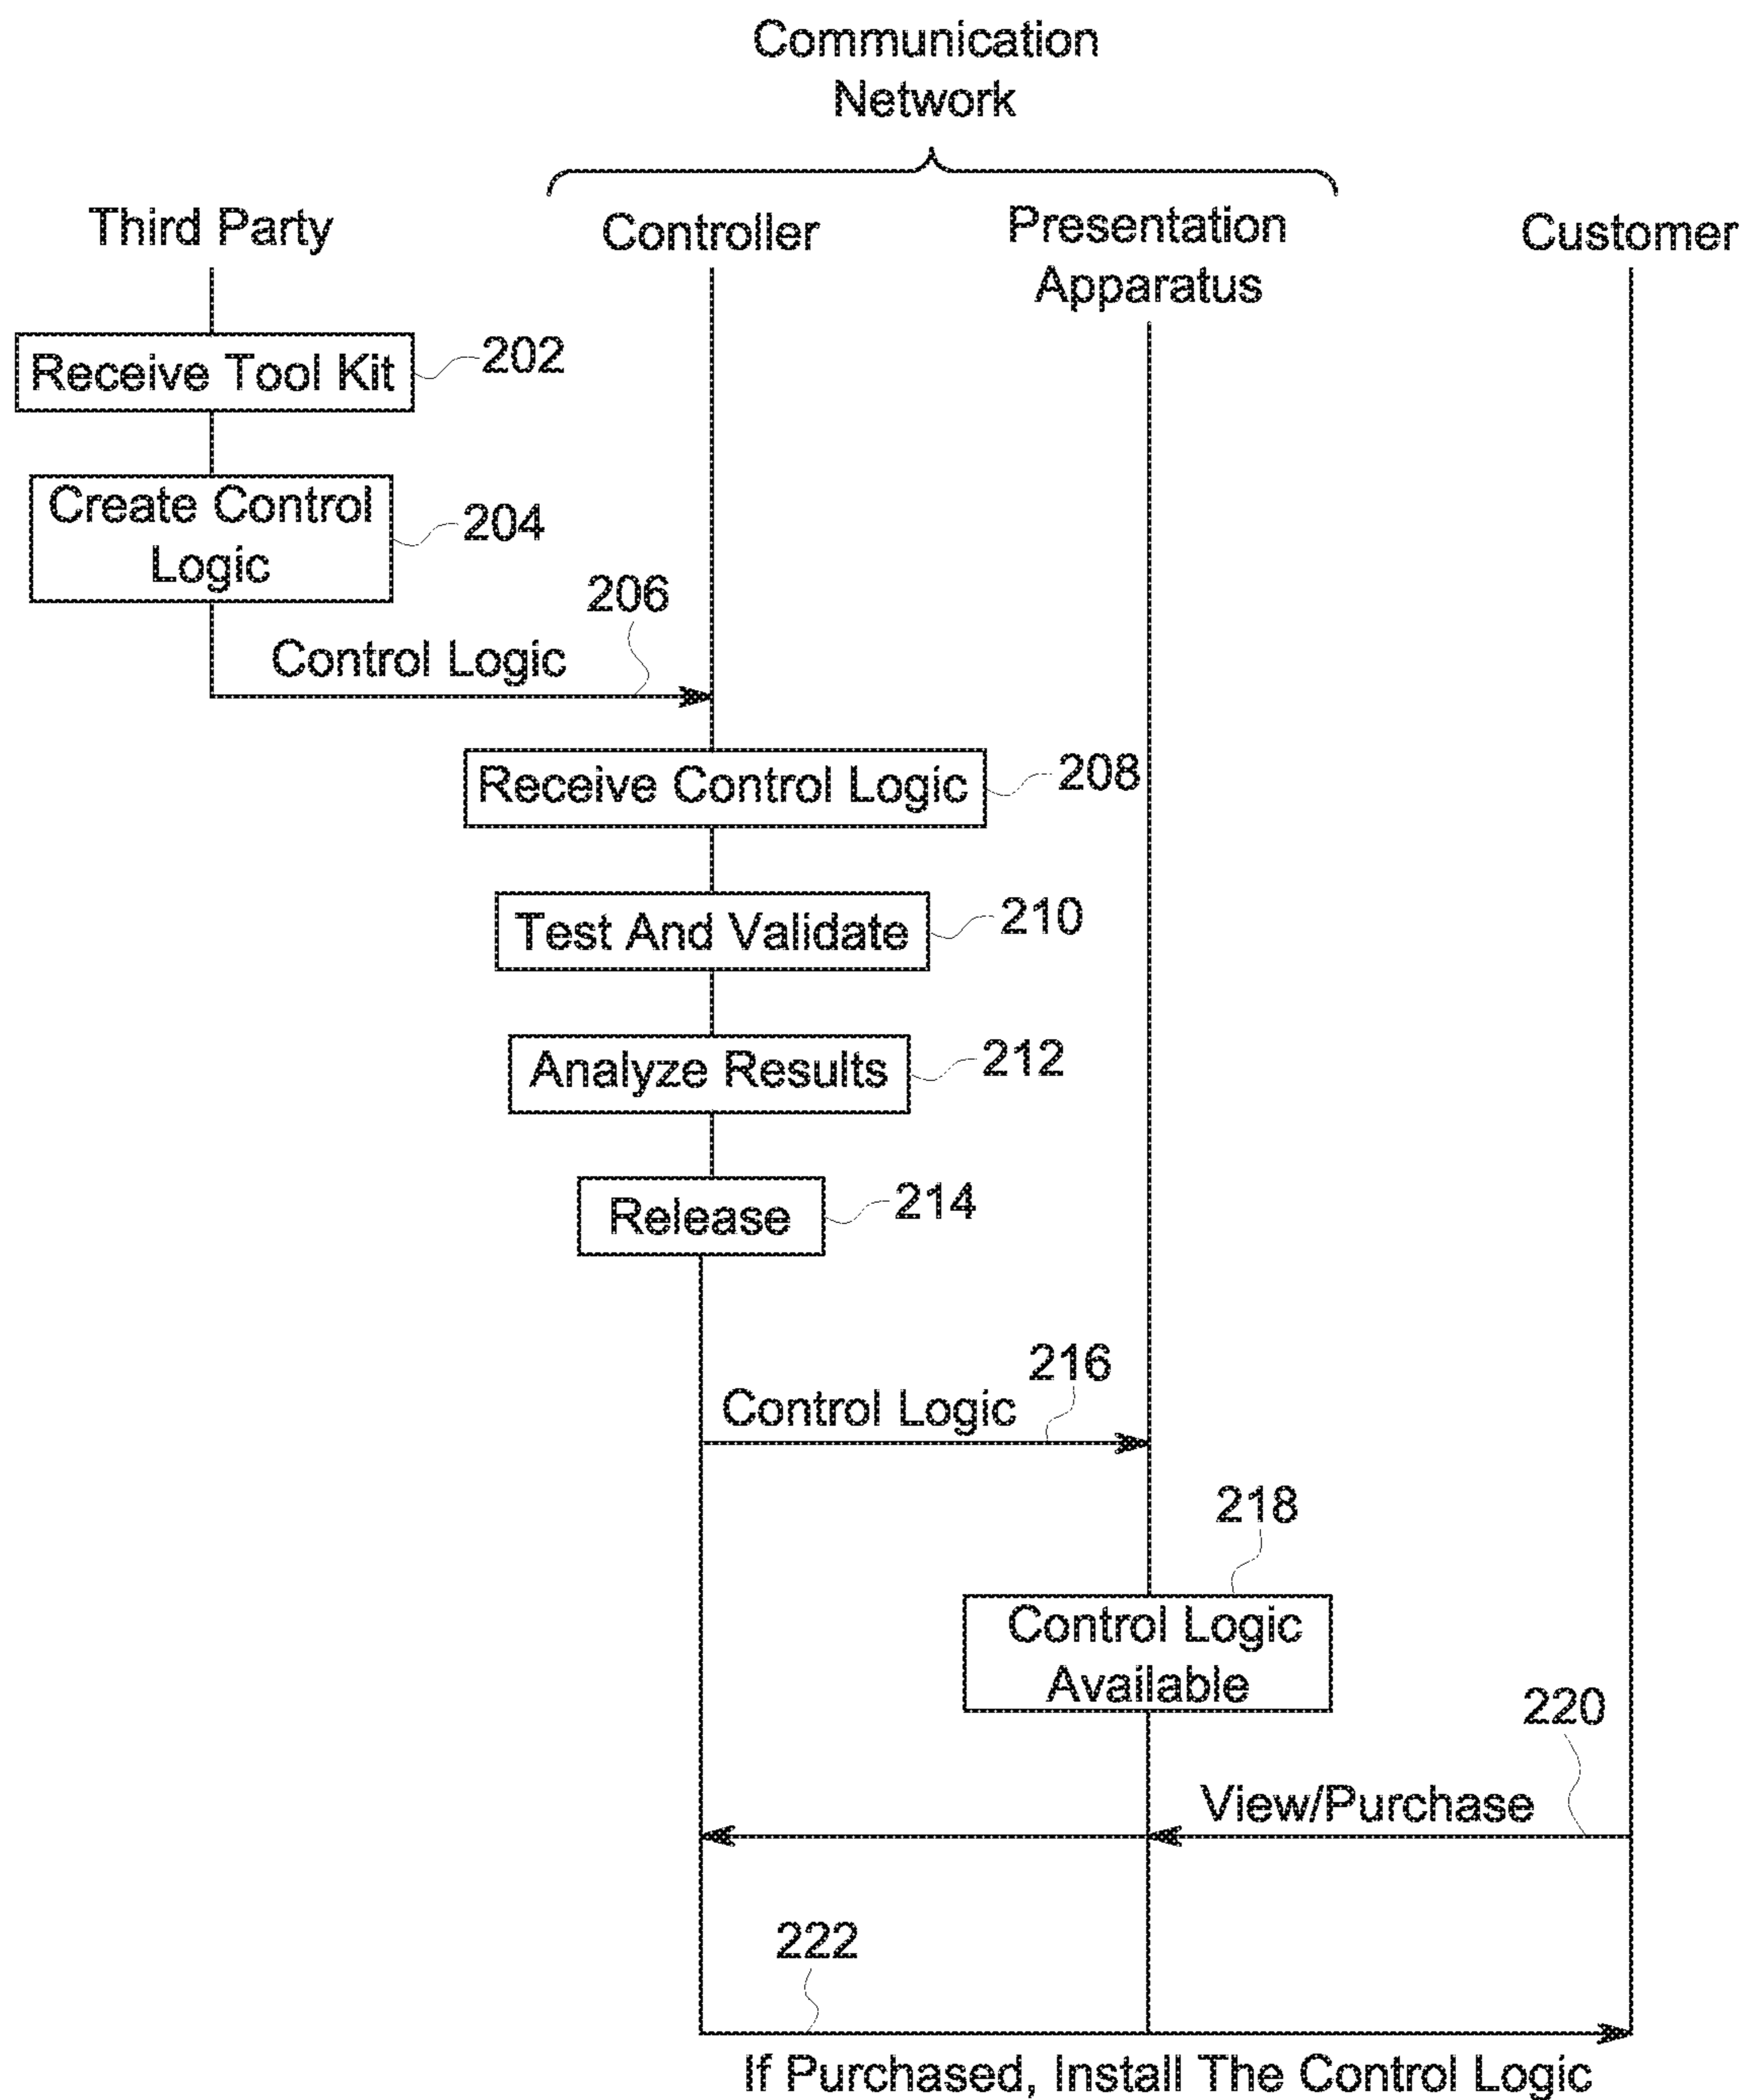 Communication
Network
Third Party
Controller
Presentation
Apparatus
Customer
Receive Tool Kit
202
Create Control
Logic
204
206
Control Logic
Receive Control Logic
208
Test And Validate
210
Analyze Results
212
Release
214
216
Control Logic
218
Control Logic
Available
220
View/Purchase
222
If Purchased, Install The Control Logic